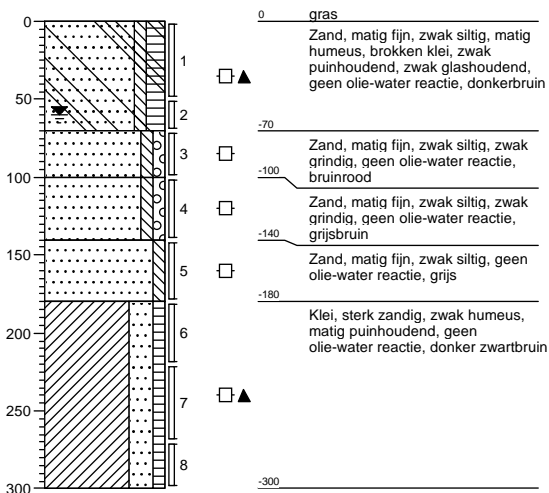 0
50
100
150
200
250
300
1
2
3
4
5
6
7
8
0
gras
Zand, matig fijn, zwak siltig, matig
humeus, brokken klei, zwak
puinhoudend, zwak glashoudend,
geen olie-water reactie, donkerbruin
-70
Zand, matig fijn, zwak siltig, zwak
grindig, geen olie-water reactie,
bruinrood
-100
Zand, matig fijn, zwak siltig, zwak
grindig, geen olie-water reactie,
grijsbruin
-140
Zand, matig fijn, zwak siltig, geen
olie-water reactie, grijs
-180
Klei, sterk zandig, zwak humeus,
matig puinhoudend, geen
olie-water reactie, donker zwartbruin
-300